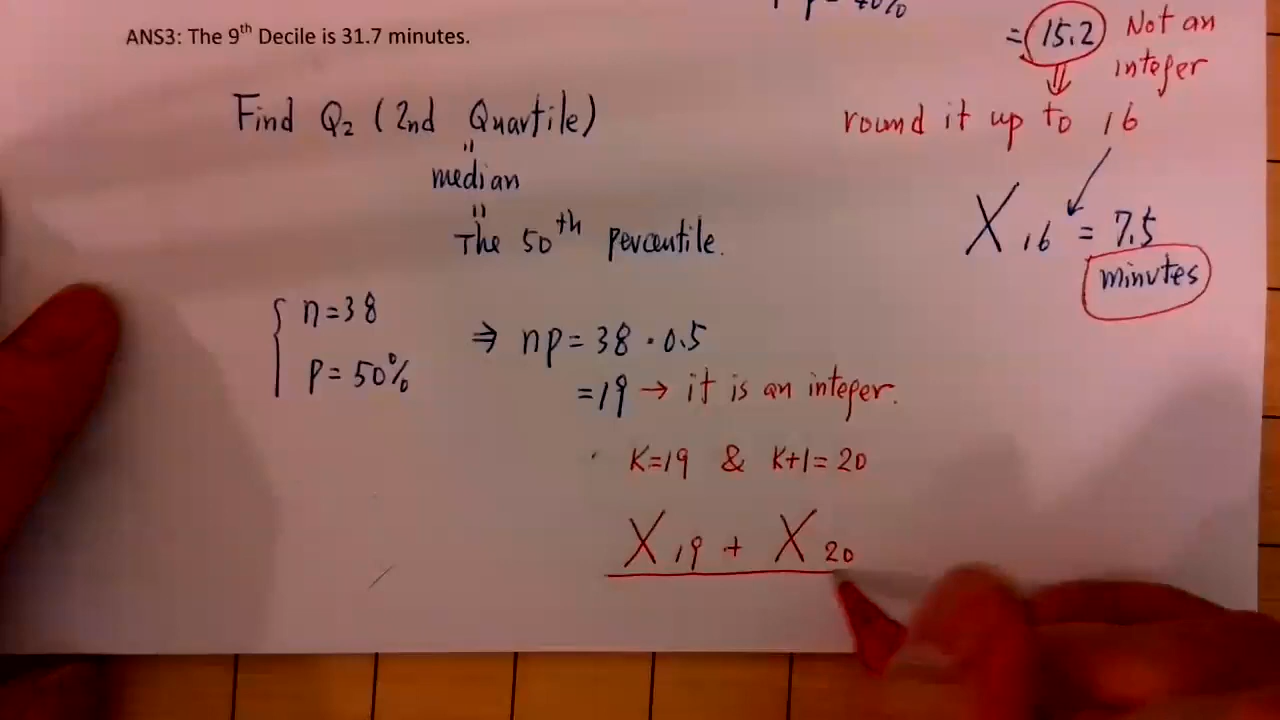 P = 40%
ANS3: The 9th Decile is 31.7 minutes.
= 15.2 Not an
integer
round it up to 16
X16 = 7.5
minutes
Find Q2 (2nd Quartile)
"
median
"
The 50th percentile.
{ n=38
P = 50%
⇒ np = 38 · 0.5
= 19 → it is an integer.
K=19 & K+1= 20
X19 + X20